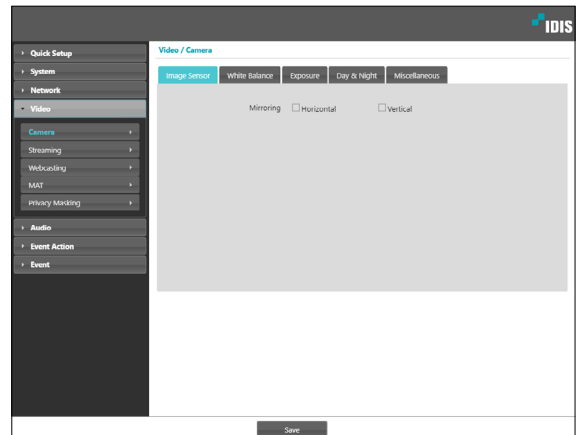 IDIS
Quick Setup
System
Network
Video
Camera
Streaming
Webcasting
MAT
Privacy Masking
Audio
Event Action
Event
Video / Camera
Image Sensor White Balance Exposure Day & Night Miscellaneous
Mirroring Horizontal Vertical
Save